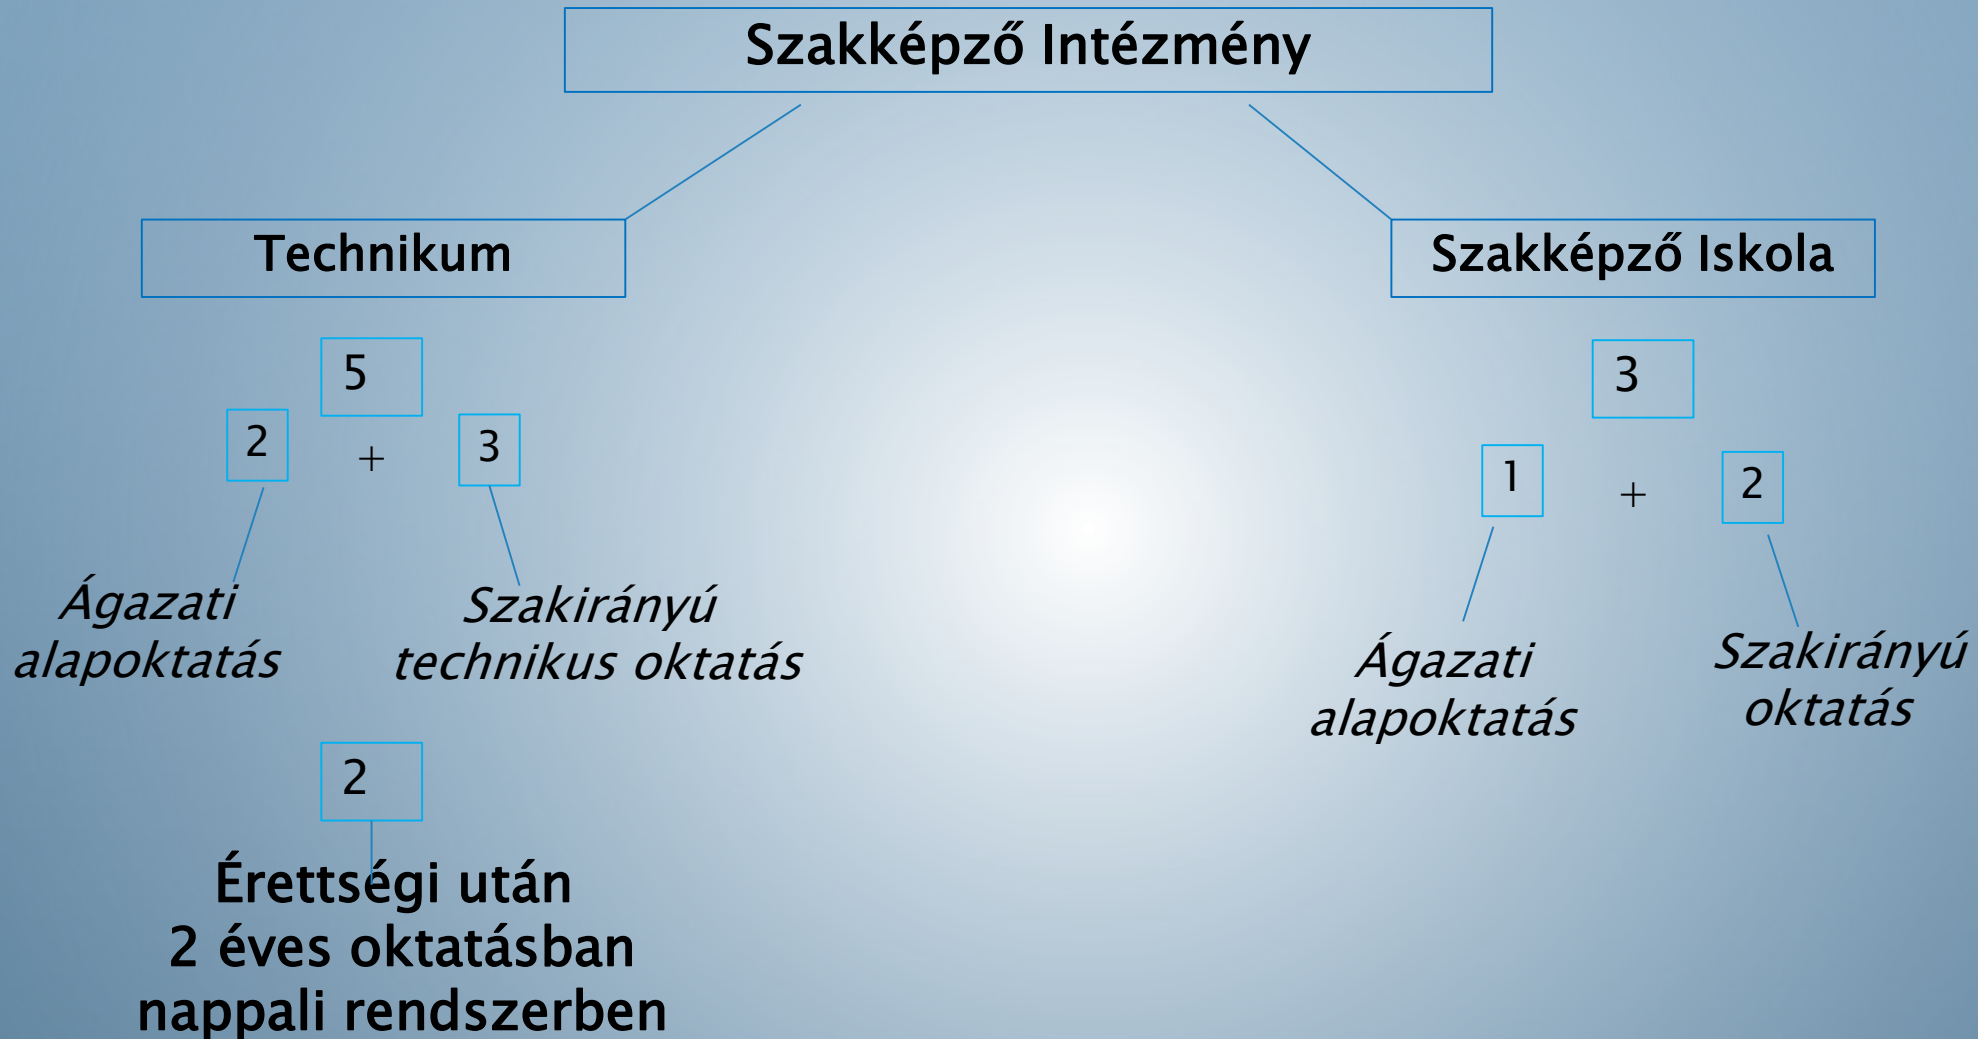 Szakképző Intézmény
Technikum
5
2 + 3
Ágazati
alapoktatás
Szakirányú
technikus oktatás
2
Érettségi után
2 éves oktatásban
nappali rendszerben
Szakképző Iskola
3
1 + 2
Ágazati
alapoktatás
Szakirányú
oktatás